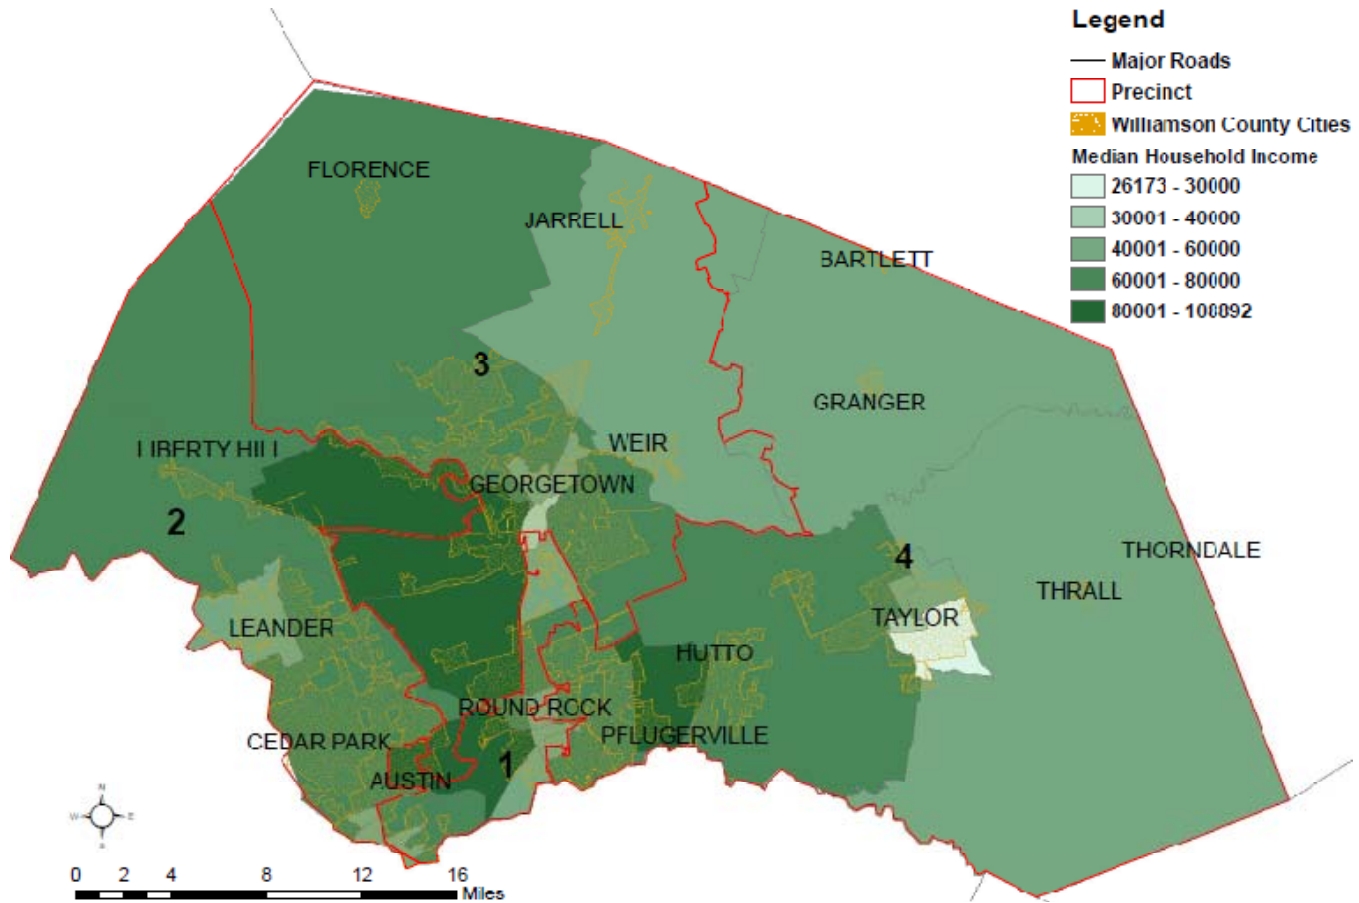 Legend
Major Roads
Precinct
Williamson County Cities
Median Household Income
26173 - 30000
30001 - 40000
40001 - 60000
60001 - 80000
80001 - 108892
FLORENCE
JARRELL
BARTLETT
3
GRANGER
LIBERTY HILL
WEIR
GEORGETOWN
2
4
THORNDALE
THRALL
LEANDER
TAYLOR
HUTTO
ROUND ROCK
CEDAR PARK
PFLUGERVILLE
1
AUSTIN
N
W E
S
0 2 4 8 12 16
Miles